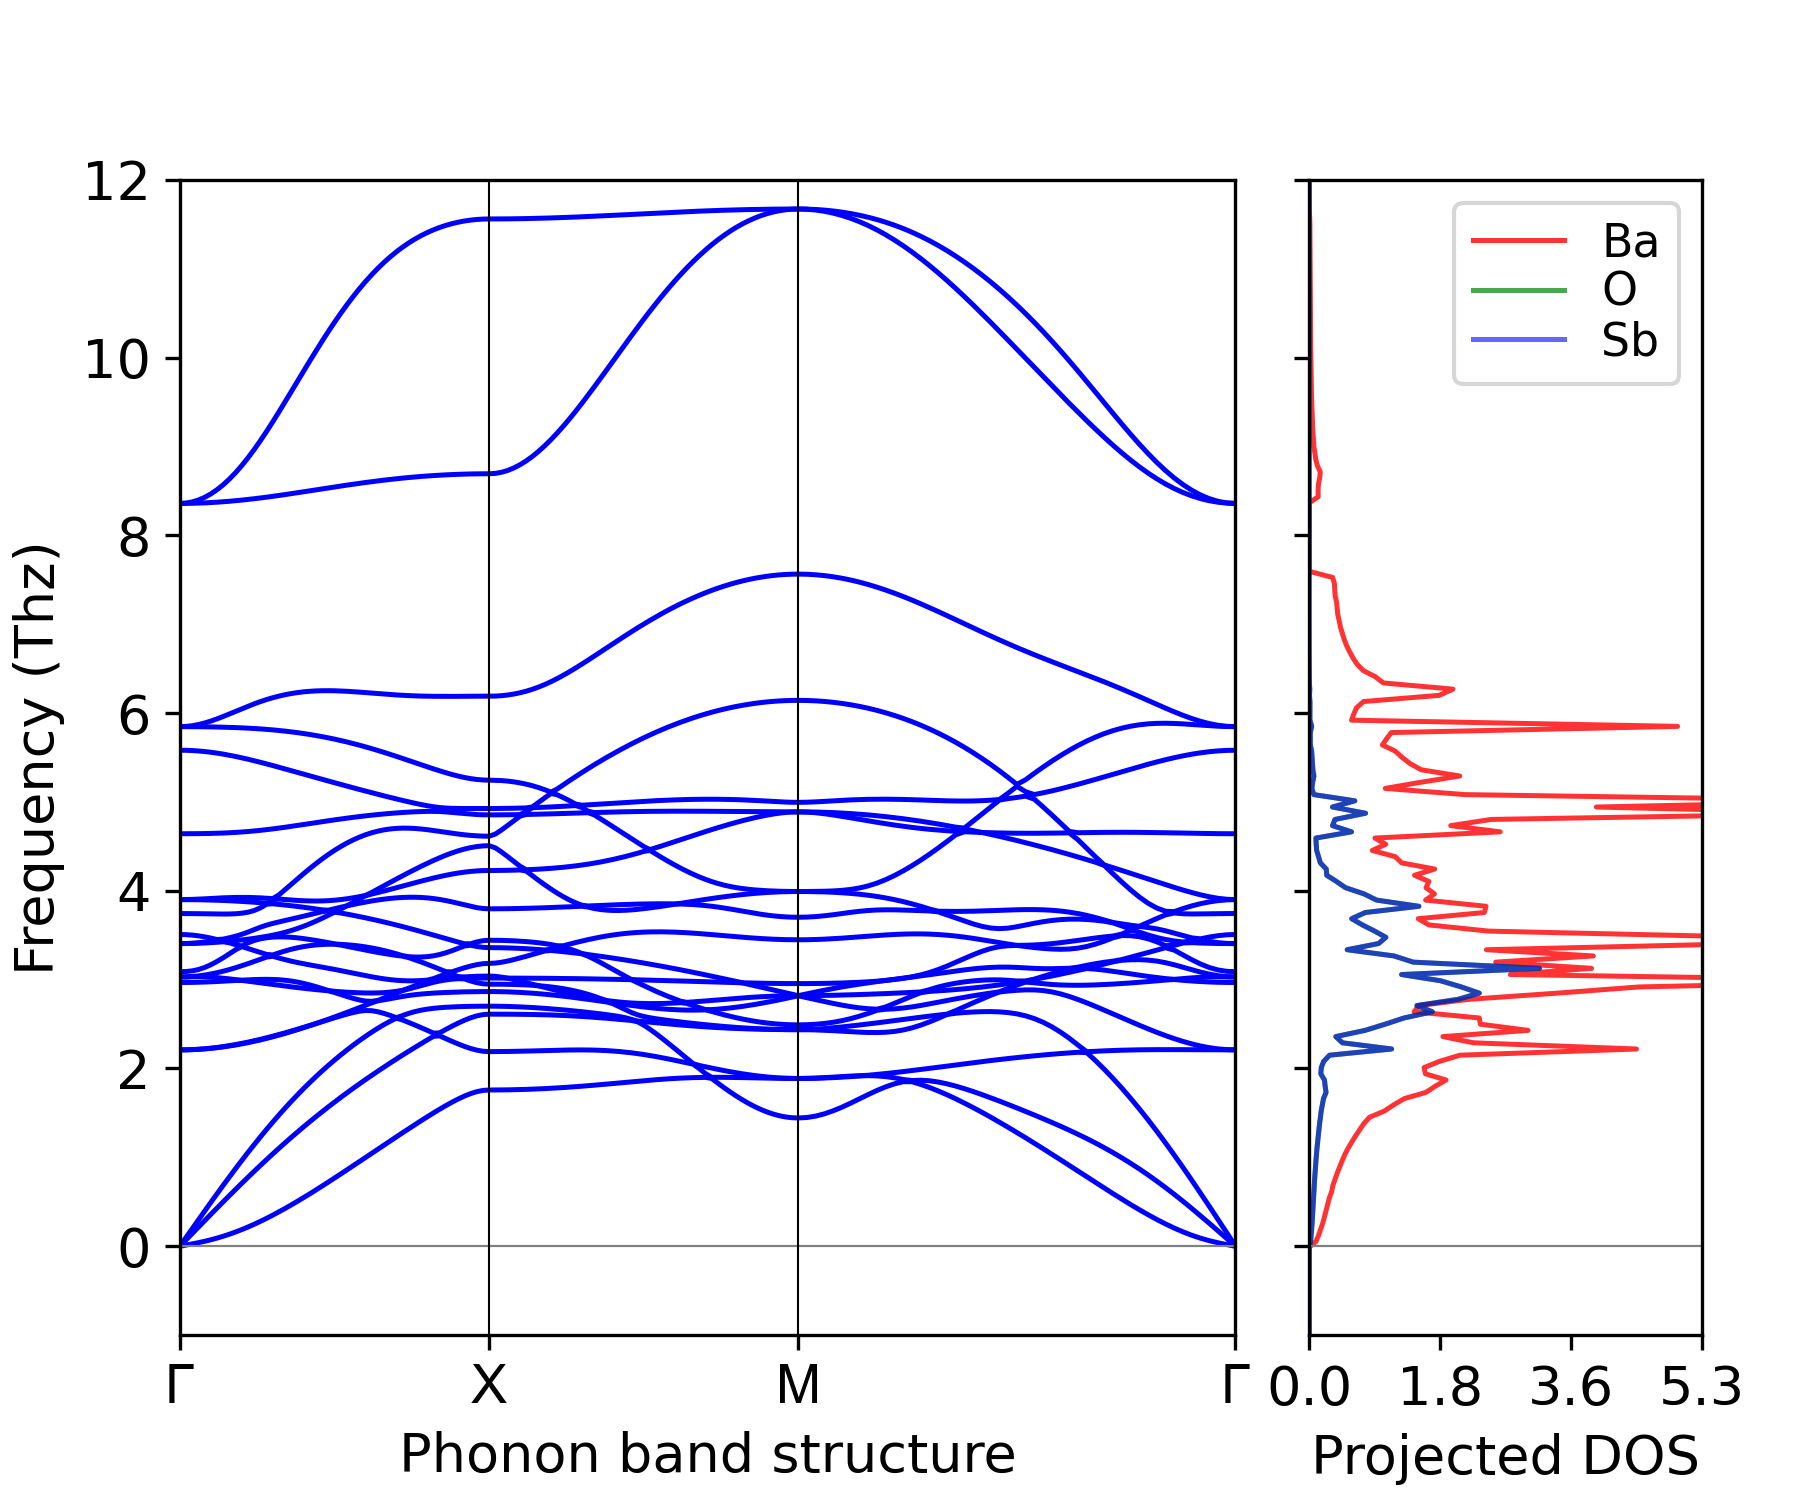 12
10
8
6
4
2
0
Frequency (Thz)
Γ X M Γ
Phonon band structure
Ba
O
Sb
0.0 1.8 3.6 5.3
Projected DOS